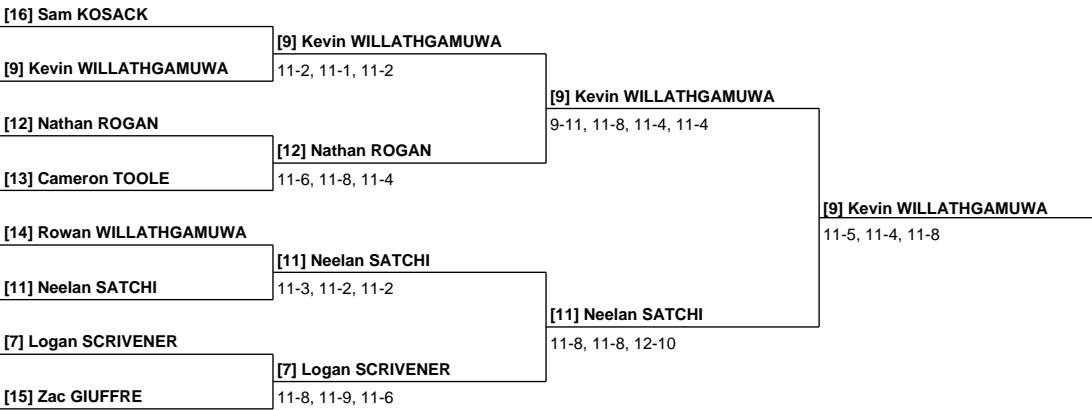 [16] Sam KOSACK
[9] Kevin WILLATHGAMUWA
[9] Kevin WILLATHGAMUWA
11-2, 11-1, 11-2
[9] Kevin WILLATHGAMUWA
[12] Nathan ROGAN
9-11, 11-8, 11-4, 11-4
[12] Nathan ROGAN
[13] Cameron TOOLE
11-6, 11-8, 11-4
[9] Kevin WILLATHGAMUWA
[14] Rowan WILLATHGAMUWA
11-5, 11-4, 11-8
[11] Neelan SATCHI
[11] Neelan SATCHI
11-3, 11-2, 11-2
[11] Neelan SATCHI
[7] Logan SCRIVENER
11-8, 11-8, 12-10
[7] Logan SCRIVENER
[15] Zac GIUFFRE
11-8, 11-9, 11-6